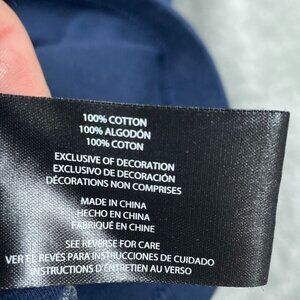 100% COTTON
100% ALGODÓN
100% COTON
EXCLUSIVE OF DECORATION
EXCLUSIVO DE DECORACIÓN
DÉCORATIONS NON COMPRISES
MADE IN CHINA
HECHO EN CHINA
FABRIQUÉ EN CHINE
SEE REVERSE FOR CARE
VER EL REVÉS PARA INSTRUCCIONES DE CUIDADO
INSTRUCTIONS D'ENTRETIEN AU VERSO